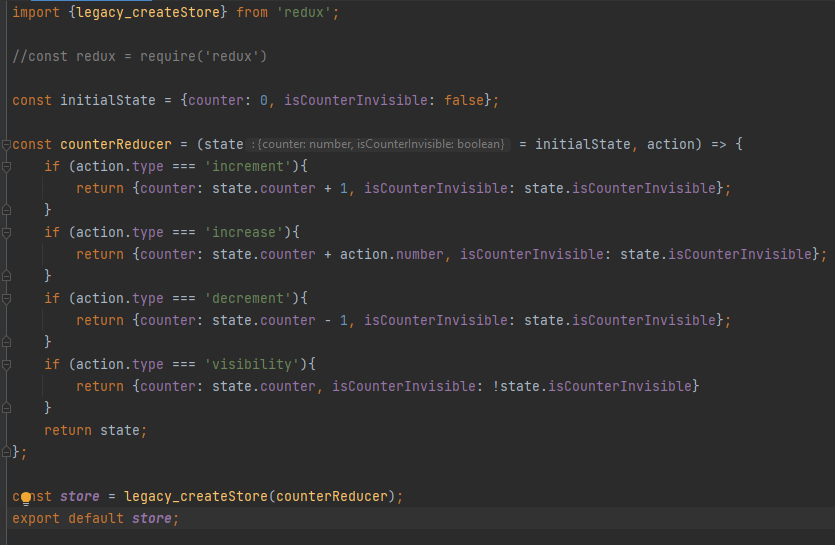 import {legacy_createStore} from 'redux';
//const redux = require('redux')
const initialState = {counter: 0, isCounterInvisible: false};
const counterReducer = (state : {counter: number, isCounterInvisible: boolean} = initialState, action) => {
    if (action.type === 'increment'){
        return {counter: state.counter + 1, isCounterInvisible: state.isCounterInvisible};
    }
    if (action.type === 'increase'){
        return {counter: state.counter + action.number, isCounterInvisible: state.isCounterInvisible};
    }
    if (action.type === 'decrement'){
        return {counter: state.counter - 1, isCounterInvisible: state.isCounterInvisible};
    }
    if (action.type === 'visibility'){
        return {counter: state.counter, isCounterInvisible: !state.isCounterInvisible}
    }
    return state;
};
const store = legacy_createStore(counterReducer);
export default store;